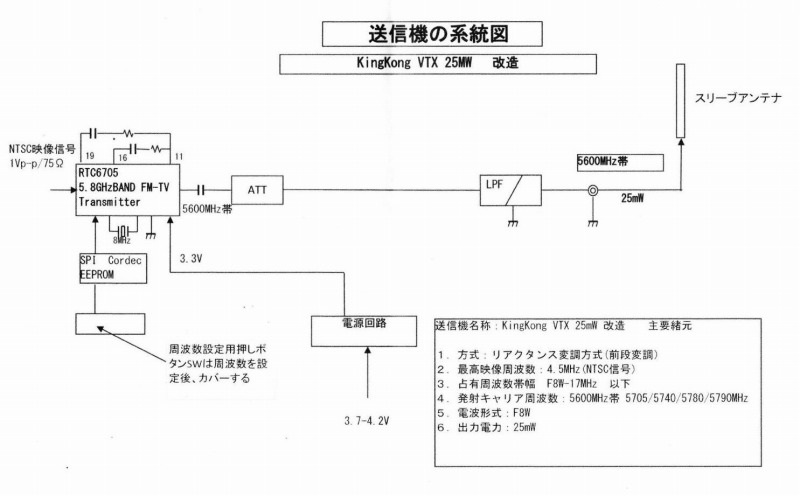 送信機の系統図
KingKong VTX 25MW 改造
スリーブアンテナ
NTSC映像信号
1Vp-p/75Ω
19
16
11
RTC6705
5.8GHzBAND FM-TV
Transmitter
5600MHz帯
ATT
LPF
5600MHz帯
25mW
8MHz
SPI Cordec
EEPROM
3.3V
周波数設定用押しボ
タンSWは周波数を設
定後、カバーする
電源回路
3.7-4.2V
送信機名称:KingKong VTX 25mW 改造 主要緒元
1. 方式:リアクタンス変調方式(前段変調)
2. 最高映像周波数:4.5MHz(NTSC信号)
3. 占有周波数帯幅 F8W-17MHz 以下
4. 発射キャリア周波数:5600MHz帯 5705/5740/5780/5790MHz
5. 電波形式:F8W
6. 出力電力:25mW